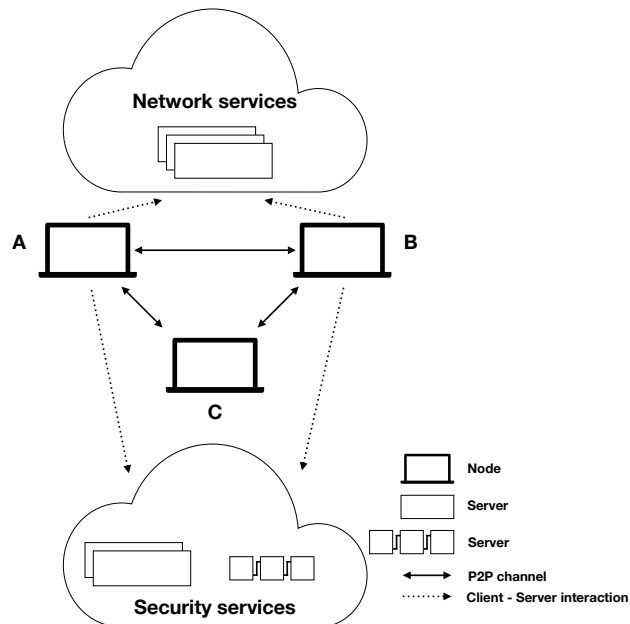 Network services
A
B
C
Node
Server
Server
P2P channel
Client - Server interaction
Security services